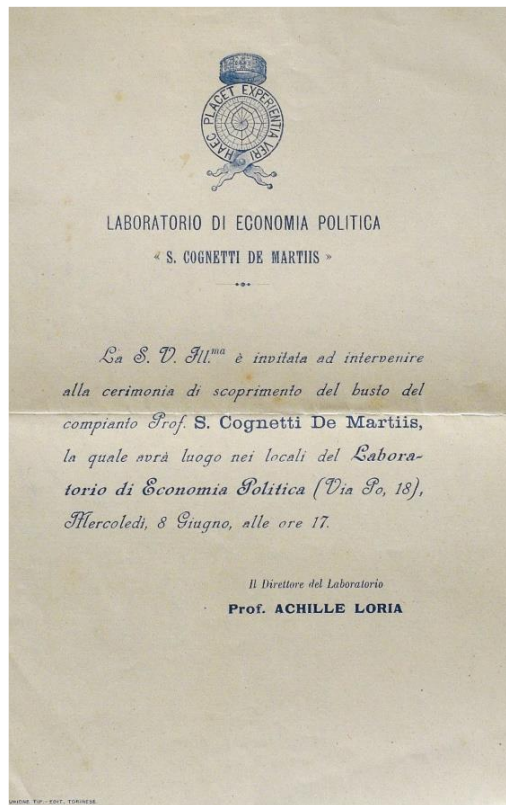 HAEC PLACET EXPERIENTIA VERI
LABORATORIO DI ECONOMIA POLITICA
« S. COGNETTI DE MARTIIS »
La S. V. Ill.ma è invitata ad intervenire
alla cerimonia di scoprimento del busto del
compianto Prof. S. Cognetti De Martiis,
la quale avrà luogo nei locali del Labora-
torio di Economia Politica (Via Po, 18),
Mercoledì, 8 Giugno, alle ore 17.
Il Direttore del Laboratorio
Prof. ACHILLE LORIA
UNIONE TIP.-EDIT. TORINESE